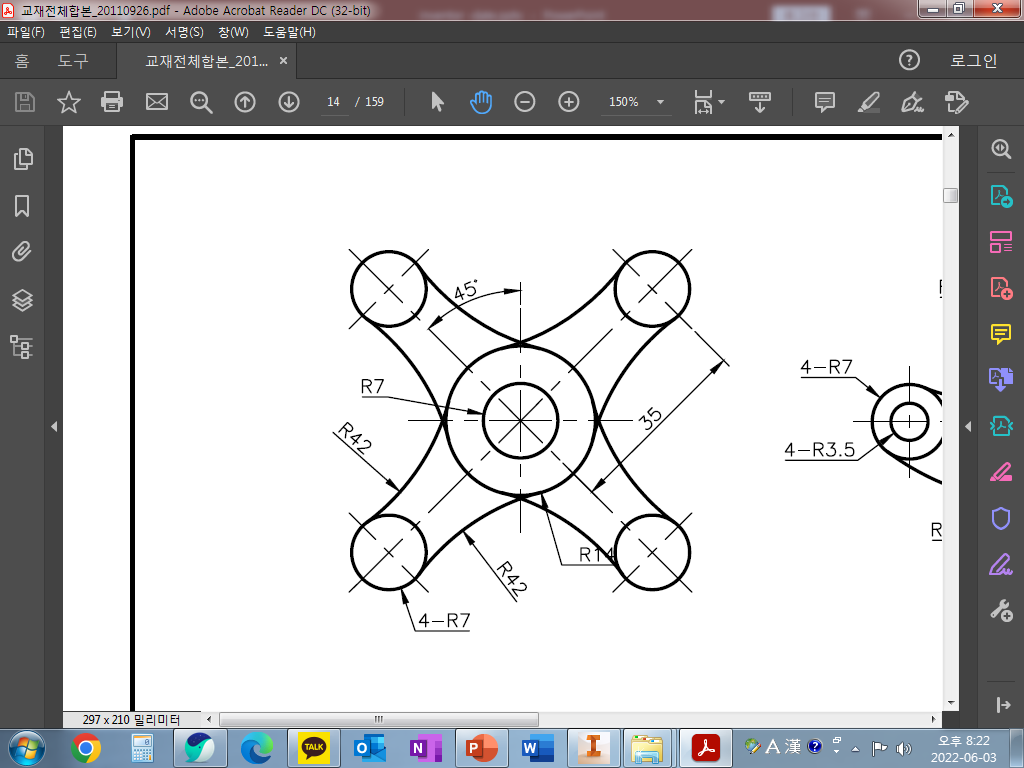 교재전체합본_20110926.pdf - Adobe Acrobat Reader DC (32-bit)
파일(F) 편집(E) 보기(V) 서명(S) 창(W) 도움말(H)
홈 도구 교재전체합본_201... × ? 로그인
14 / 159 150%
45°
R7
R42
35
R14
R42
4-R7
4-R7
4-R3.5
R
297 x 210 밀리미터
TALK
A 漢
오후 8:22
2022-06-03